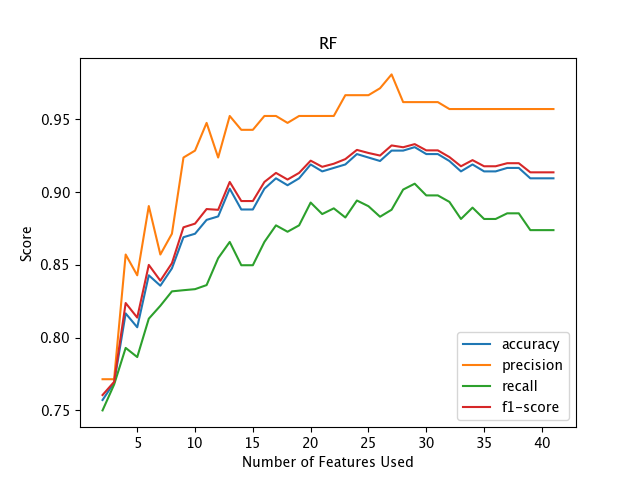 RF
Score
0.95
0.90
0.85
0.80
0.75
accuracy
precision
recall
f1-score
5 10 15 20 25 30 35 40
Number of Features Used